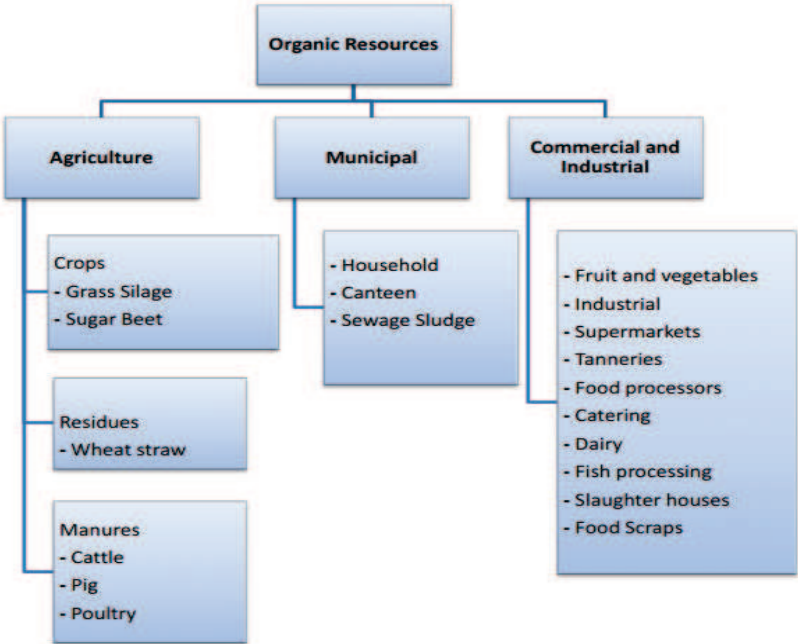 Organic Resources
Agriculture
Crops
- Grass Silage
- Sugar Beet
Residues
- Wheat straw
Manures
- Cattle
- Pig
- Poultry
Municipal
- Household
- Canteen
- Sewage Sludge
Commercial and
Industrial
- Fruit and vegetables
- Industrial
- Supermarkets
- Tanneries
- Food processors
- Catering
- Dairy
- Fish processing
- Slaughter houses
- Food Scraps